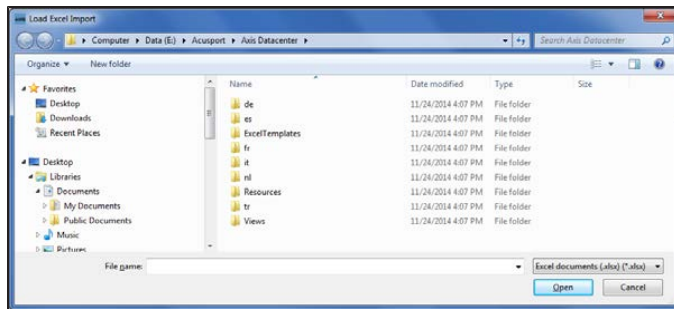 Load Excel Import
Computer ▸ Data (E:) ▸ Acusport ▸ Axis Datacenter ▸
Search Axis Datacenter
Organize ▾ New folder
Favorites
Desktop
Downloads
Recent Places
Desktop
Libraries
Documents
My Documents
Public Documents
Music
Pictures
Name Date modified Type Size
de 11/24/2014 4:07 PM File folder
es 11/24/2014 4:07 PM File folder
ExcelTemplates 11/24/2014 4:07 PM File folder
fr 11/24/2014 4:07 PM File folder
it 11/24/2014 4:07 PM File folder
nl 11/24/2014 4:07 PM File folder
Resources 11/24/2014 4:07 PM File folder
tr 11/24/2014 4:07 PM File folder
Views 11/24/2014 4:07 PM File folder
File name: Excel documents (.xlsx) (*.xlsx)
Open Cancel